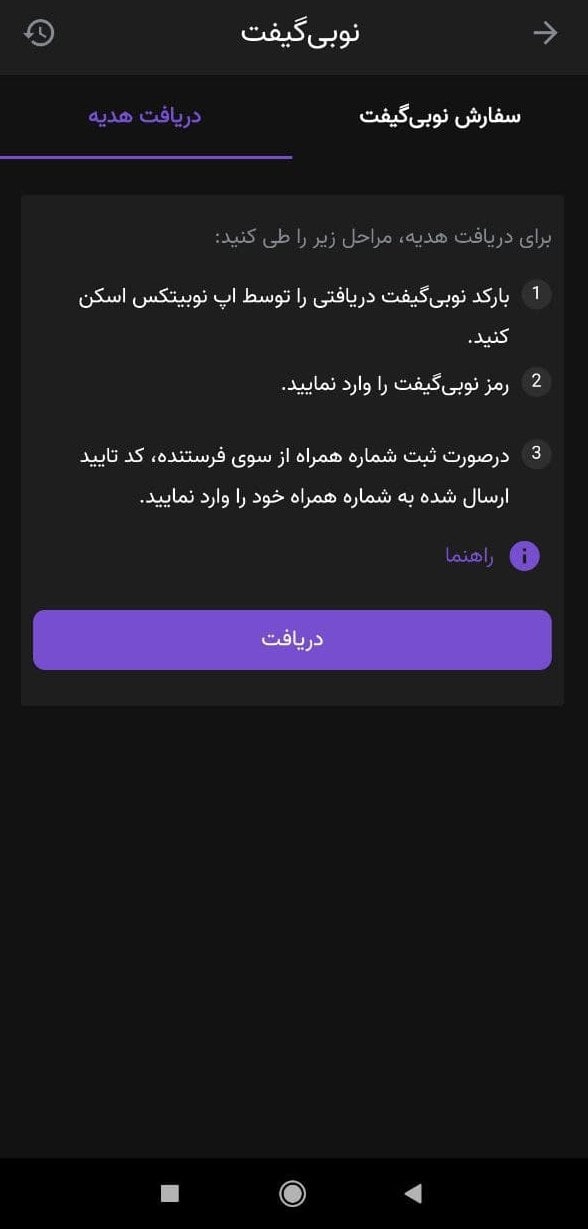 نوبی‌گیفت
سفارش نوبی‌گیفت
دریافت هدیه
برای دریافت هدیه، مراحل زیر را طی کنید:
1 بارکد نوبی‌گیفت دریافتی را توسط اپ نوبیتکس اسکن
کنید.
2 رمز نوبی‌گیفت را وارد نمایید.
3 درصورت ثبت شماره همراه از سوی فرستنده، کد تایید
ارسال شده به شماره همراه خود را وارد نمایید.
راهنما
دریافت